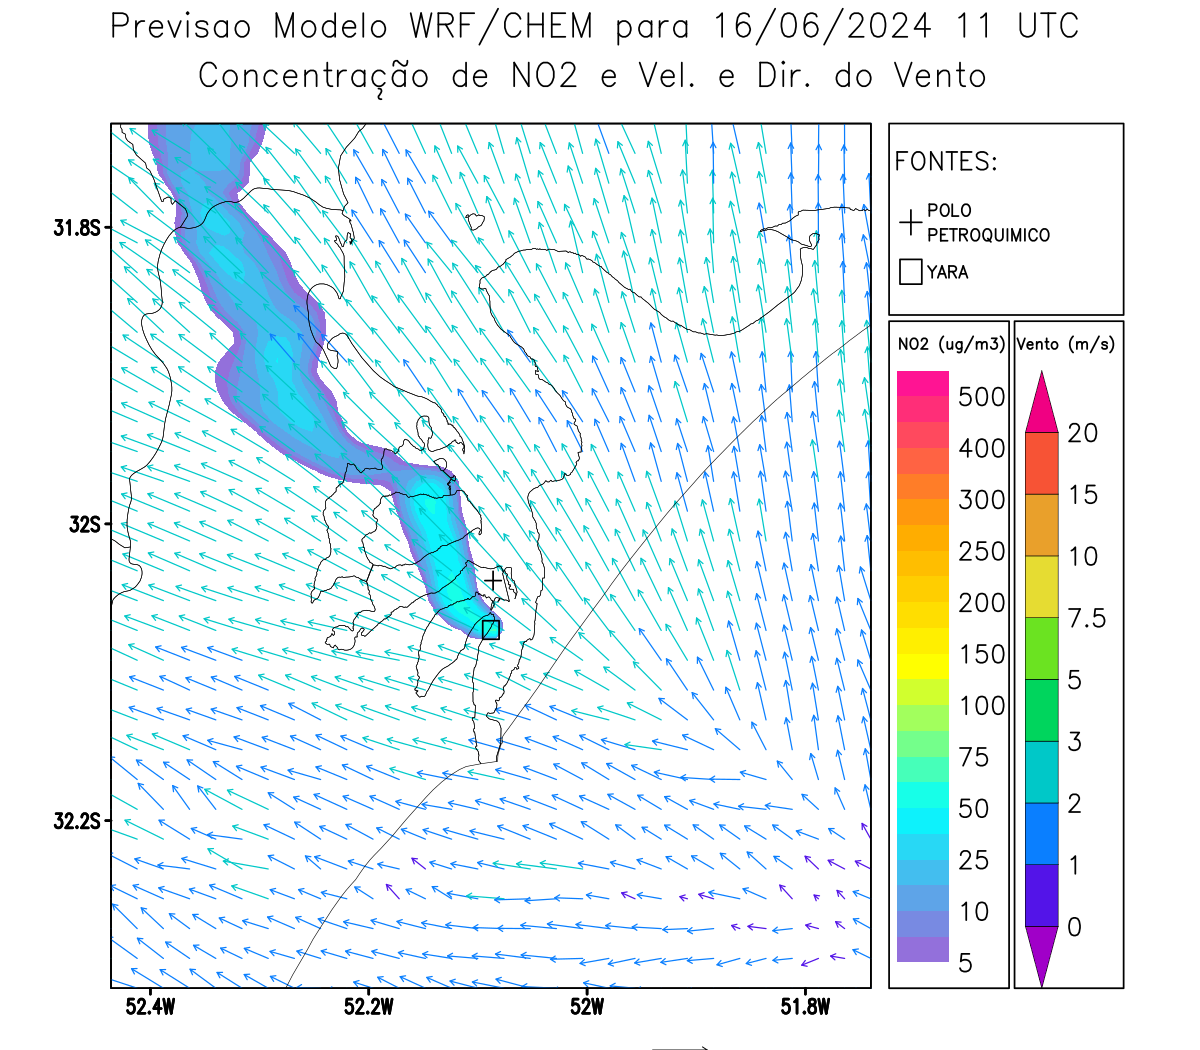 Previsao Modelo WRF/CHEM para 16/06/2024 11 UTC
Concentração de NO2 e Vel. e Dir. do Vento
FONTES:
POLO
PETROQUIMICO
YARA
NO2 (ug/m3)
500
400
300
250
200
150
100
75
50
25
10
5
Vento (m/s)
20
15
10
7.5
5
3
2
1
0
31.8S
32S
32.2S
52.4W
52.2W
52W
51.8W